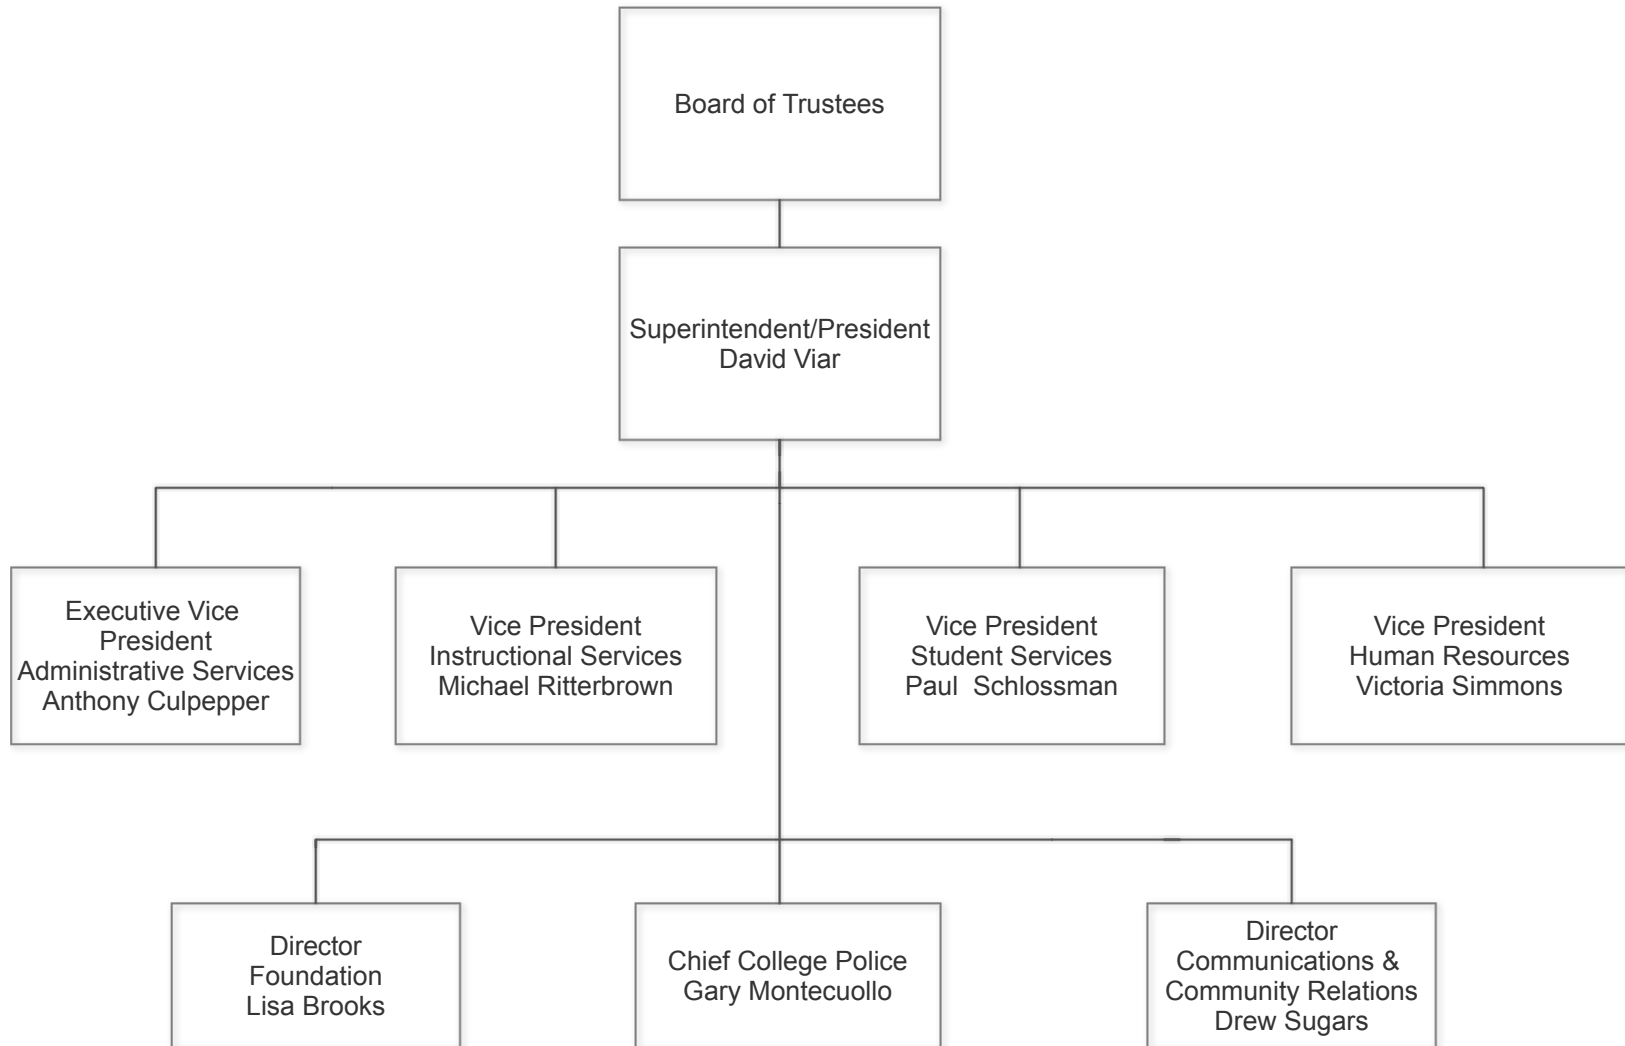 Board of Trustees
Superintendent/President
David Viar
Executive Vice
President
Administrative Services
Anthony Culpepper
Vice President
Instructional Services
Michael Ritterbrown
Vice President
Student Services
Paul  Schlossman
Vice President
Human Resources
Victoria Simmons
Director
Foundation
Lisa Brooks
Chief College Police
Gary Montecuollo
Director
Communications &
Community Relations
Drew Sugars